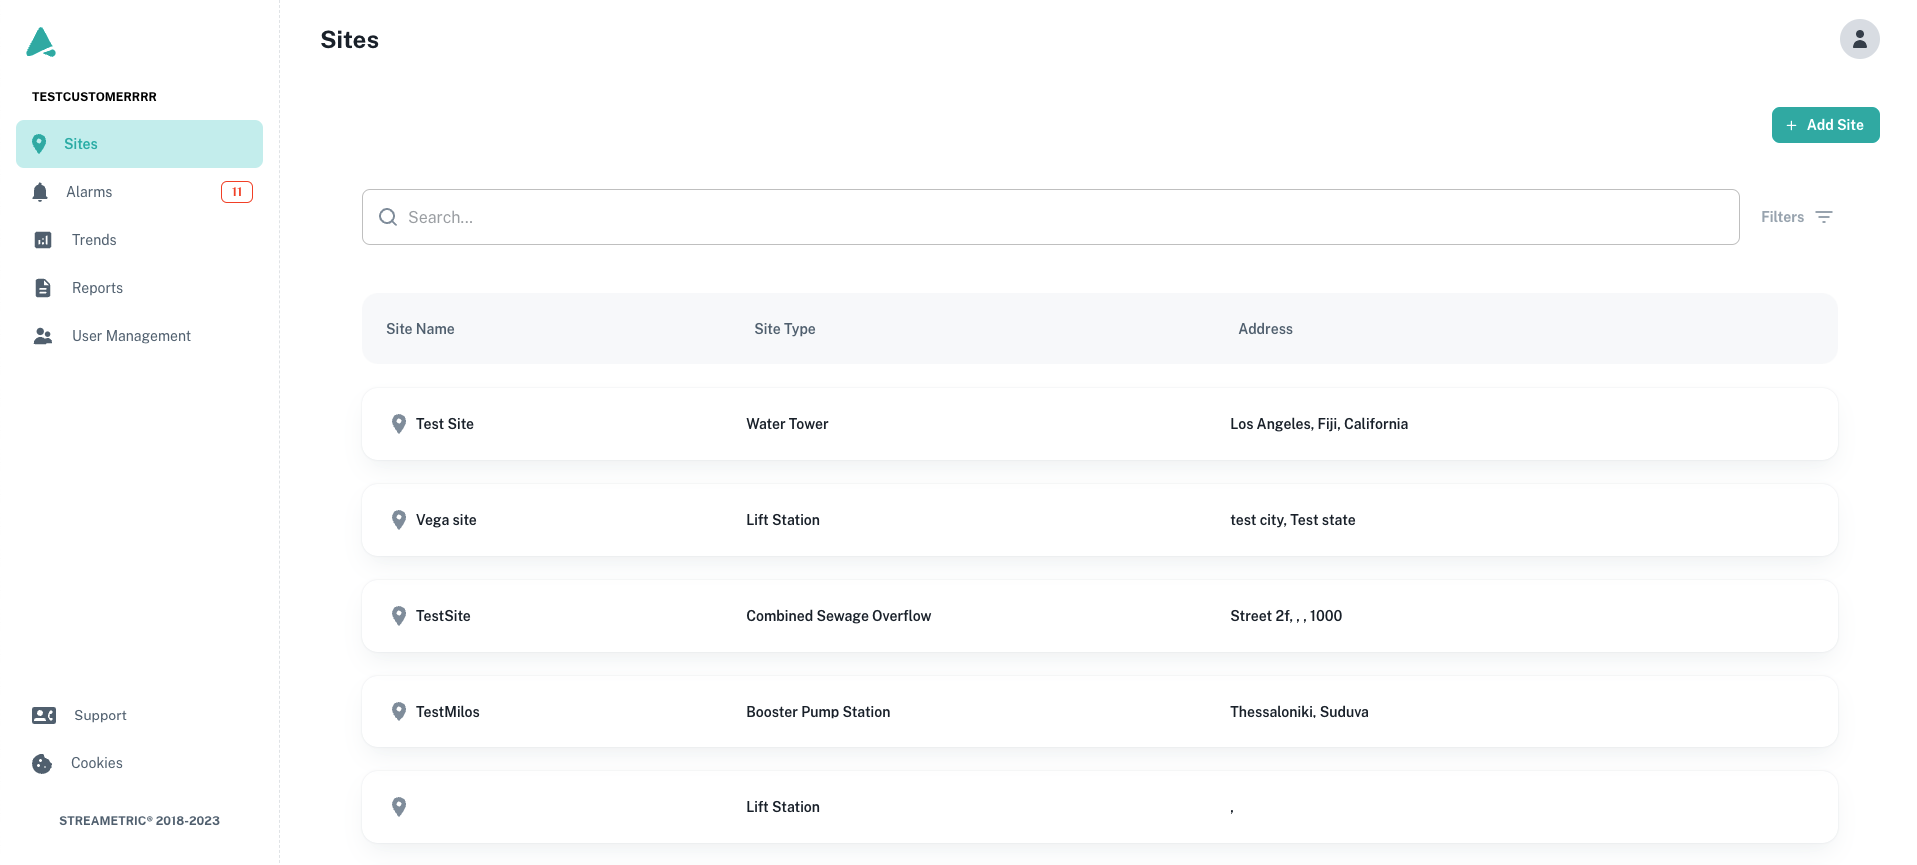 Sites
TESTCUSTOMERRRR
Sites
Alarms 11
Trends
Reports
User Management
Support
Cookies
STREAMETRIC® 2018-2023
+ Add Site
Search...
Filters
Site Name Site Type Address
Test Site Water Tower Los Angeles, Fiji, California
Vega site Lift Station test city, Test state
TestSite Combined Sewage Overflow Street 2f, , , 1000
TestMilos Booster Pump Station Thessaloniki, Suduva
Lift Station ,